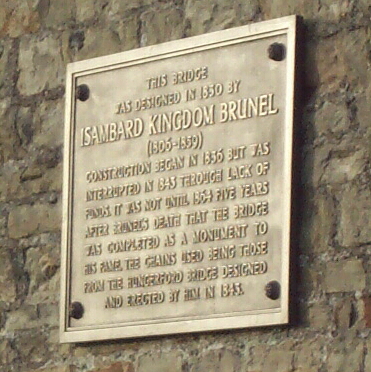 THIS BRIDGE
WAS DESIGNED IN 1830 BY
ISAMBARD KINGDOM BRUNEL
(1806-1859)
CONSTRUCTION BEGAN IN 1836 BUT WAS
INTERRUPTED IN 1843 THROUGH LACK OF
FUNDS. IT WAS NOT UNTIL 1864 FIVE YEARS
AFTER BRUNEL'S DEATH THAT THE BRIDGE
WAS COMPLETED AS A MONUMENT TO
HIS FAME. THE CHAINS USED BEING THOSE
FROM THE HUNGERFORD BRIDGE DESIGNED
AND ERECTED BY HIM IN 1845.